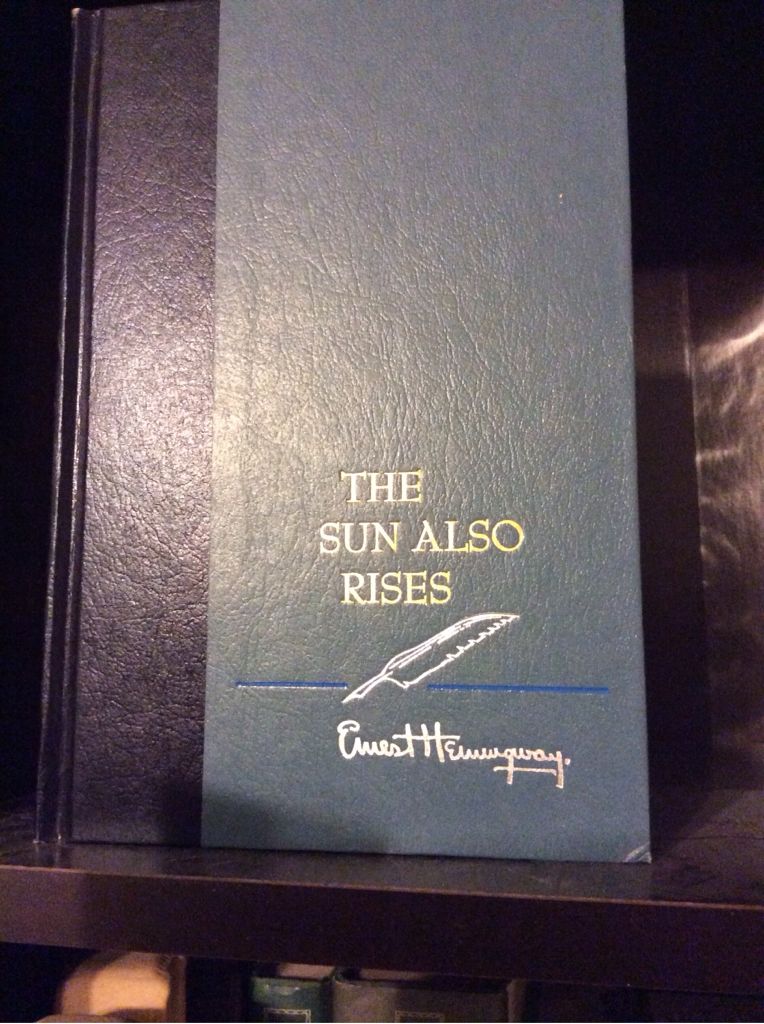 THE
SUN ALSO
RISES
Ernest Hemingway.